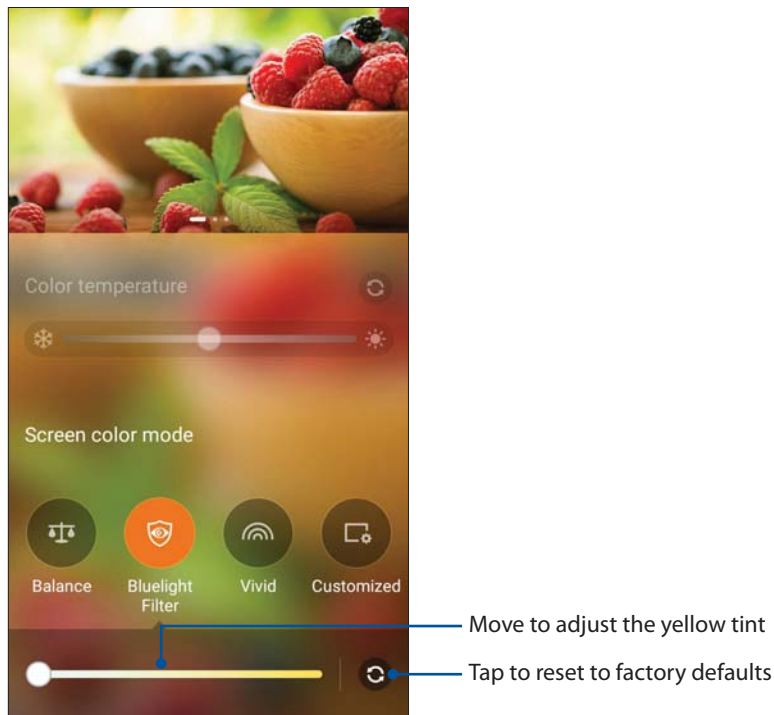 Color temperature
Screen color mode
Balance
Bluelight
Filter
Vivid
Customized
Move to adjust the yellow tint
Tap to reset to factory defaults